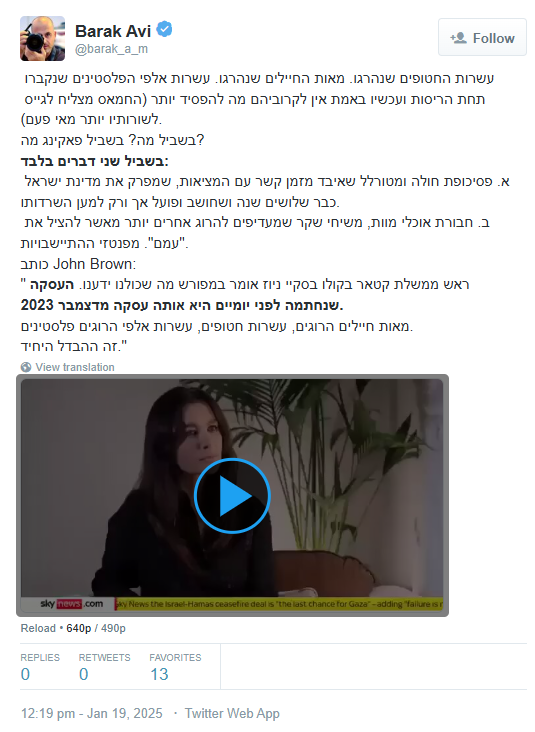 Barak Avi
@barak_a_m
Follow
עשרות החטופים שנהרגו. מאות החיילים שנהרגו. עשרות אלפי הפלסטינים שנקברו
תחת הריסות ועכשיו באמת אין לקרוביהם מה להפסיד יותר (החמאס מצליח לגייס
לשורותיו יותר מאי פעם).
בשביל מה? בשביל פאקינג מה?
בשביל שני דברים בלבד:
א. פסיכופת חולה ומטורלל שאיבד מזמן קשר עם המציאות, שמפרק את מדינת ישראל
כבר שלושים שנה ושחושב ופועל אך ורק למען השרדותו.
ב. חבורת אוכלי מוות, משיחי שקר שמעדיפים להרוג אחרים יותר מאשר להציל את
"עמם". מפנטזי ההתיישבויות.
כותב John Brown:
" ראש ממשלת קטאר בקולו בסקיי ניוז אומר במפורש מה שכולנו ידענו. העסקה
שנחתמה לפני יומיים היא אותה עסקה מדצמבר 2023.
מאות חיילים הרוגים, עשרות חטופים, עשרות אלפי הרוגים פלסטינים.
זה ההבדל היחיד."
View translation
sky news.com
ky News the Israel-Hamas ceasefire deal is "the last chance for Gaza" - adding "failure is n
Reload • 640p / 490p
REPLIES RETWEETS FAVORITES
0 0 13
12:19 pm - Jan 19, 2025 · Twitter Web App